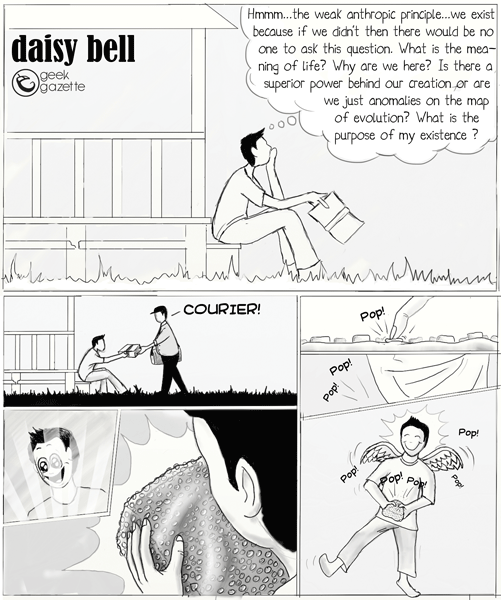 daisy bell
geek
gazette
Hmmm...the weak anthropic principle...we exist
because if we didn't then there would be no
one to ask this question. What is the mea-
ning of life? Why are we here? Is there a
superior power behind our creation or are
we just anomalies on the map
of evolution? What is the
purpose of my existence ?
COURIER!
Pop!
Pop!
Pop!
Pop!
Pop!
Pop!
Pop!
Pop!